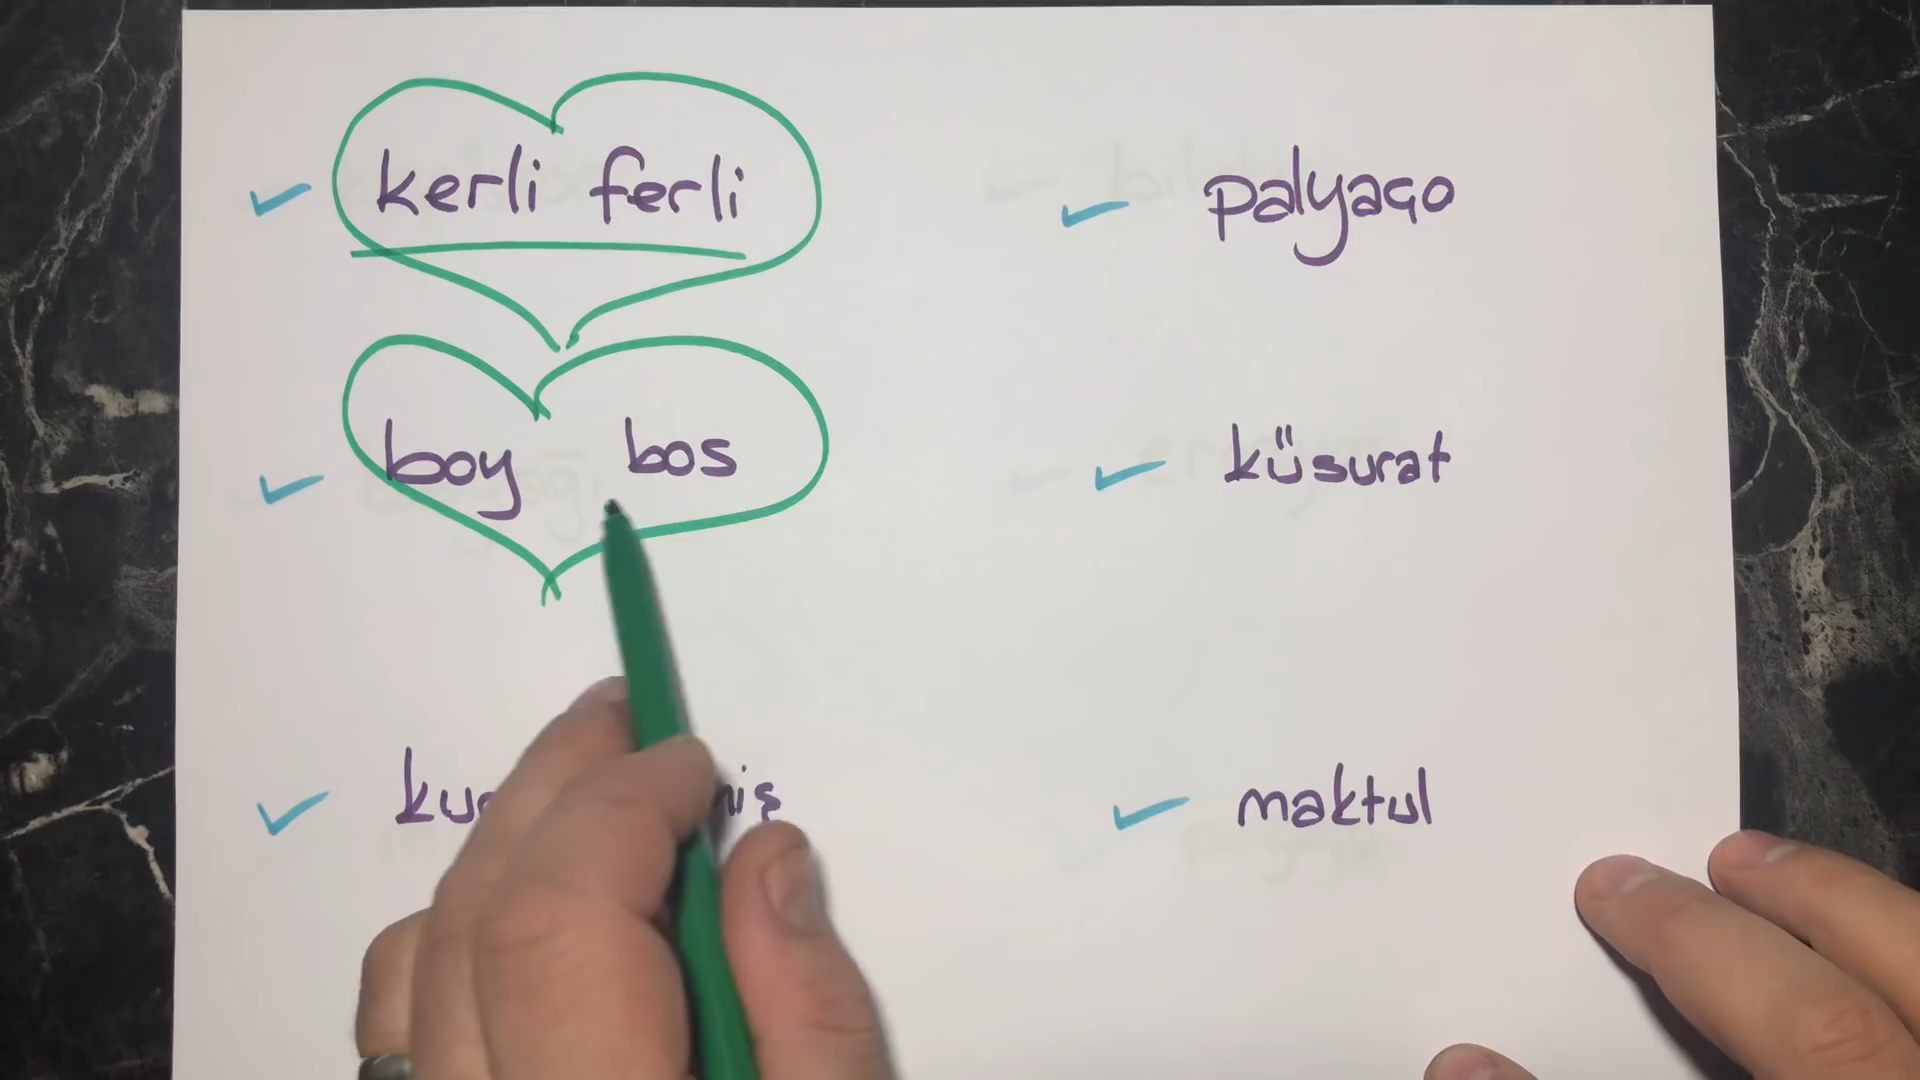 kerli ferli
boy bos
palyaço
küsurat
maktul